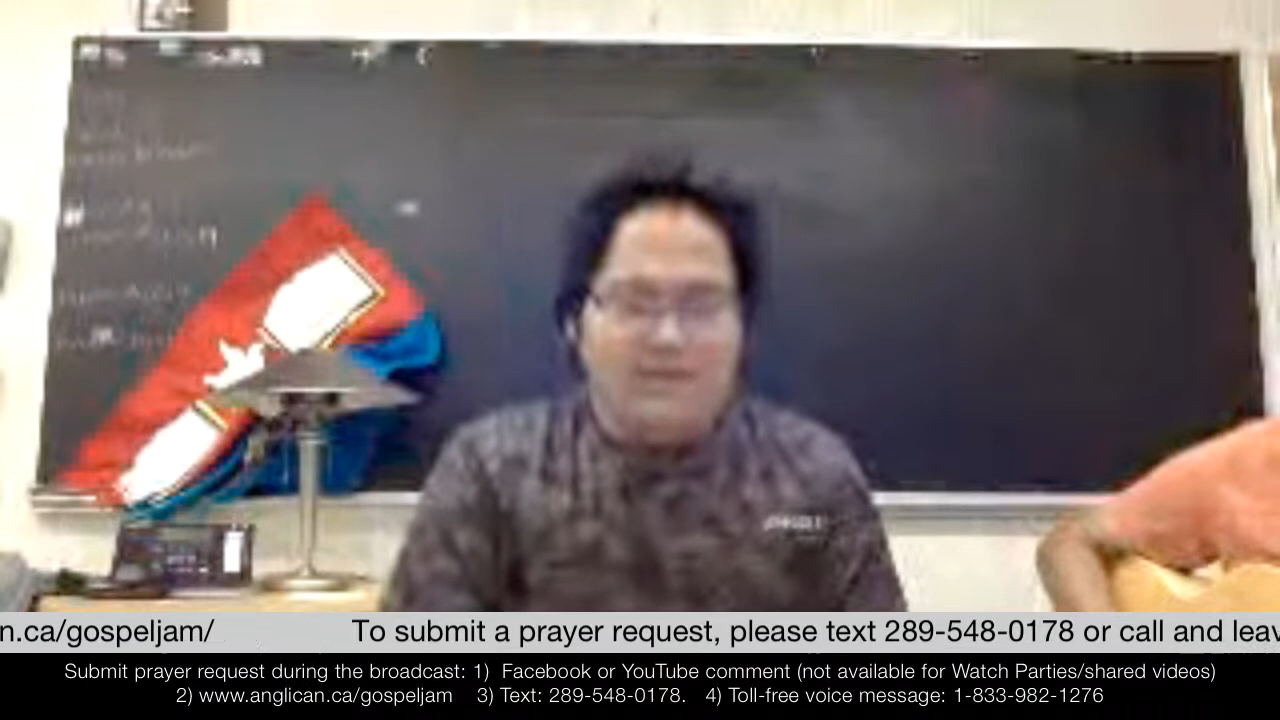 n.ca/gospeljam/ To submit a prayer request, please text 289-548-0178 or call and leav
Submit prayer request during the broadcast: 1) Facebook or YouTube comment (not available for Watch Parties/shared videos)
2) www.anglican.ca/gospeljam 3) Text: 289-548-0178. 4) Toll-free voice message: 1-833-982-1276